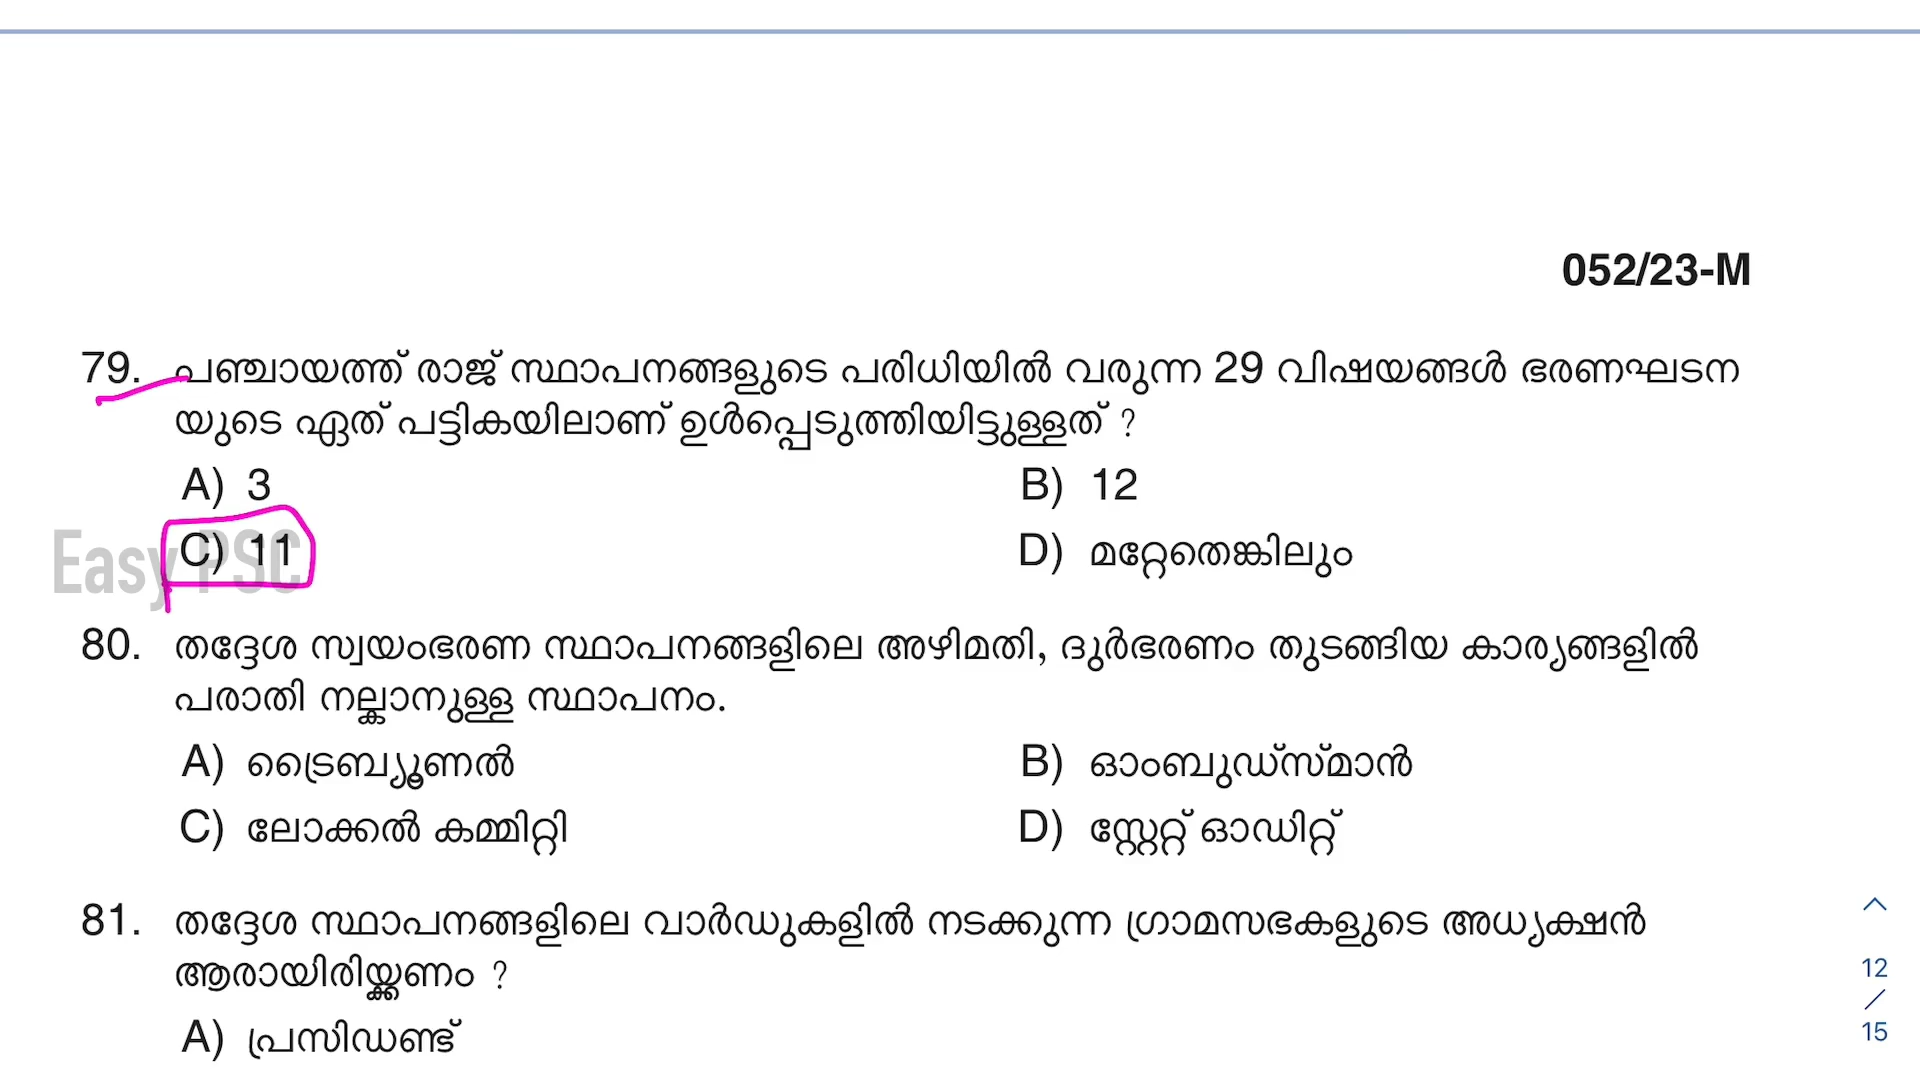 052/23-M
79. പഞ്ചായത്ത് രാജ് സ്ഥാപനങ്ങളുടെ പരിധിയിൽ വരുന്ന 29 വിഷയങ്ങൾ ഭരണഘടന
യുടെ ഏത് പട്ടികയിലാണ് ഉൾപ്പെടുത്തിയിട്ടുള്ളത് ?
A) 3 B) 12
C) 11 D) മറ്റേതെങ്കിലും
Easy PSC
80. തദ്ദേശ സ്വയംഭരണ സ്ഥാപനങ്ങളിലെ അഴിമതി, ദുർഭരണം തുടങ്ങിയ കാര്യങ്ങളിൽ
പരാതി നല്കാനുള്ള സ്ഥാപനം.
A) ട്രൈബ്യൂണൽ B) ഓംബുഡ്സ്മാൻ
C) ലോക്കൽ കമ്മിറ്റി D) സ്റ്റേറ്റ് ഓഡിറ്റ്
81. തദ്ദേശ സ്ഥാപനങ്ങളിലെ വാർഡുകളിൽ നടക്കുന്ന ഗ്രാമസഭകളുടെ അധ്യക്ഷൻ
ആരായിരിയ്ക്കണം ?
A) പ്രസിഡണ്ട്
12
/
15